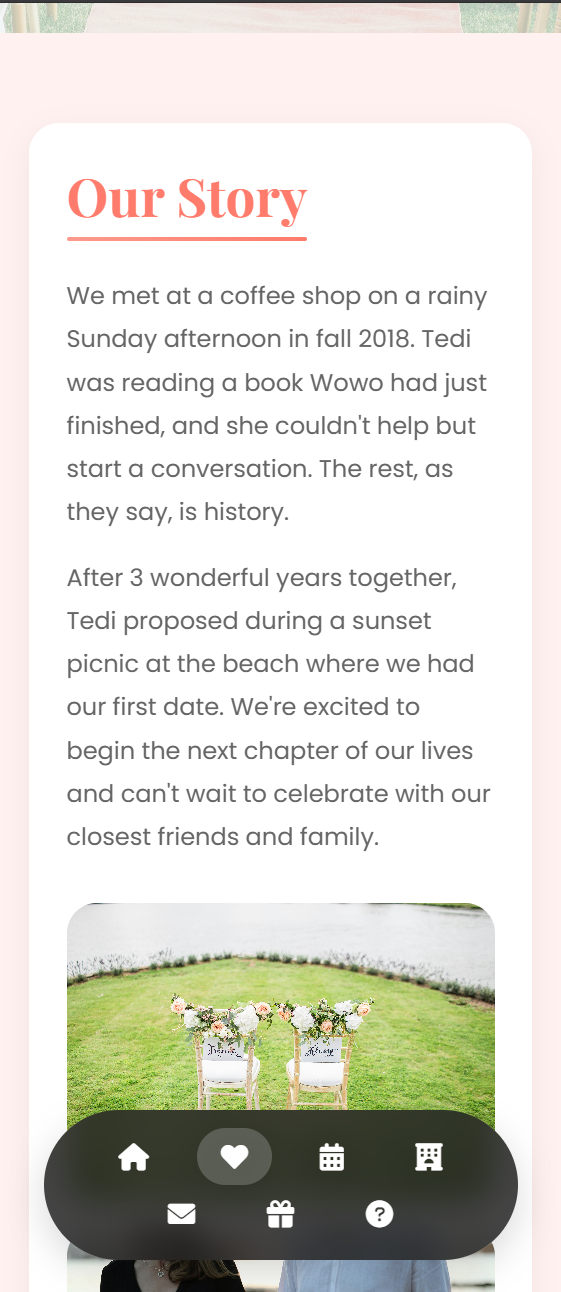 Our Story
We met at a coffee shop on a rainy
Sunday afternoon in fall 2018. Tedi
was reading a book Wowo had just
finished, and she couldn't help but
start a conversation. The rest, as
they say, is history.
After 3 wonderful years together,
Tedi proposed during a sunset
picnic at the beach where we had
our first date. We're excited to
begin the next chapter of our lives
and can't wait to celebrate with our
closest friends and family.
?